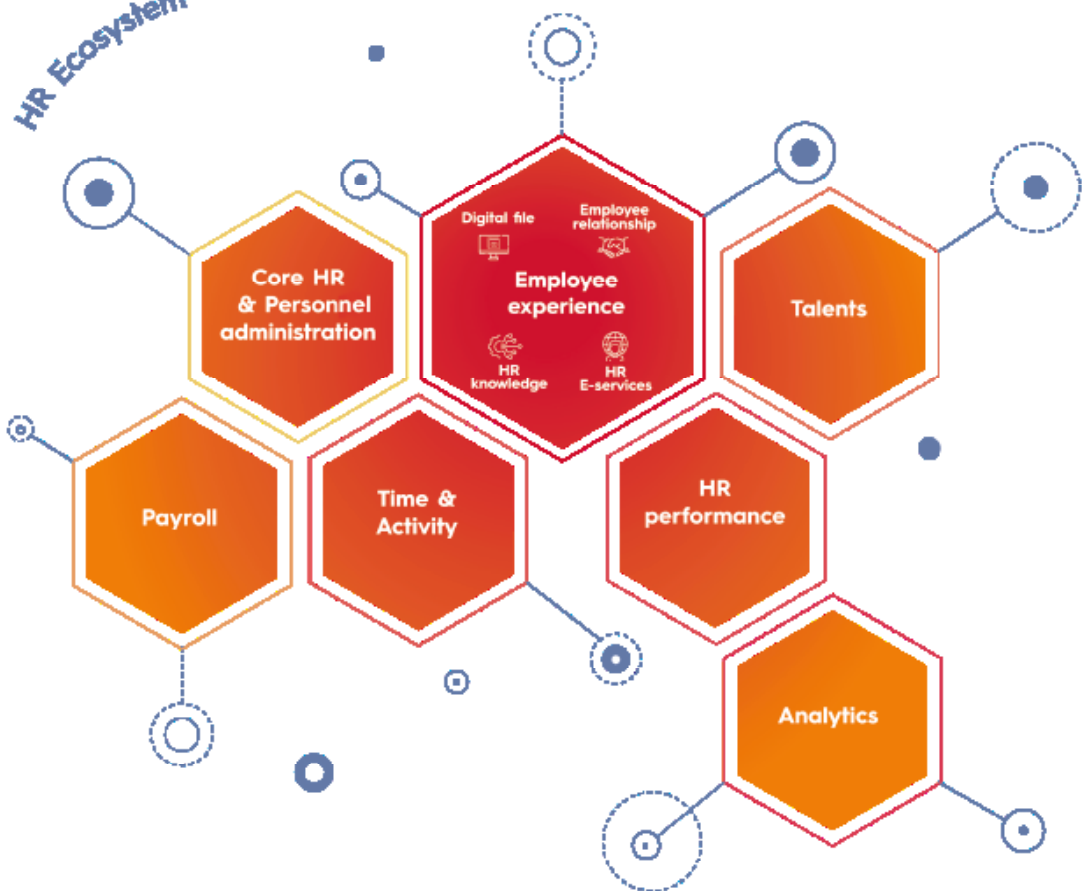 HR Ecosystem
Digital file
Employee
relationship
Employee
experience
HR
knowledge
HR
E-services
Core HR
& Personnel
administration
Talents
Payroll
Time &
Activity
HR
performance
Analytics